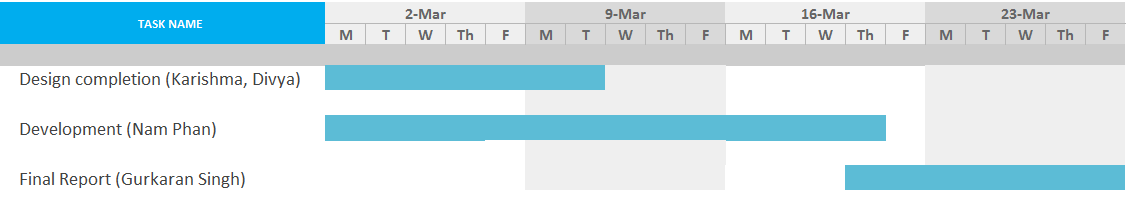 TASK NAME 2-Mar 9-Mar 16-Mar 23-Mar
M T W Th F M T W Th F M T W Th F M T W Th F
Design completion (Karishma, Divya)
Development (Nam Phan)
Final Report (Gurkaran Singh)